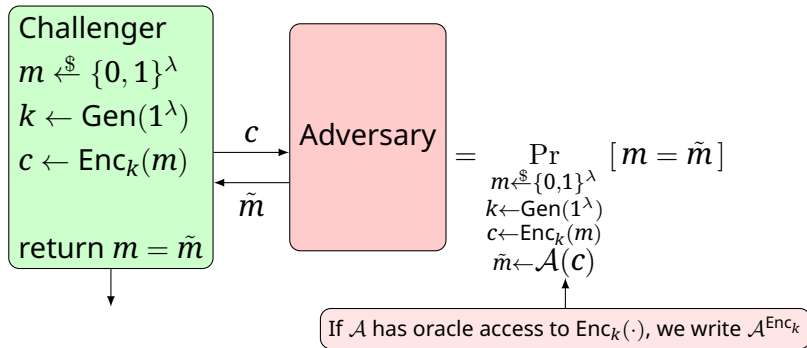 Challenger
m ←$ {0, 1}^λ
k ← Gen(1^λ)
c ← Enc_k(m)
return m = m̃
c
m̃
Adversary
= Pr [ m = m̃ ]
m ←$ {0,1}^λ
k←Gen(1^λ)
c←Enc_k(m)
m̃←𝒜(c)
If 𝒜 has oracle access to Enc_k(·), we write 𝒜^Enc_k